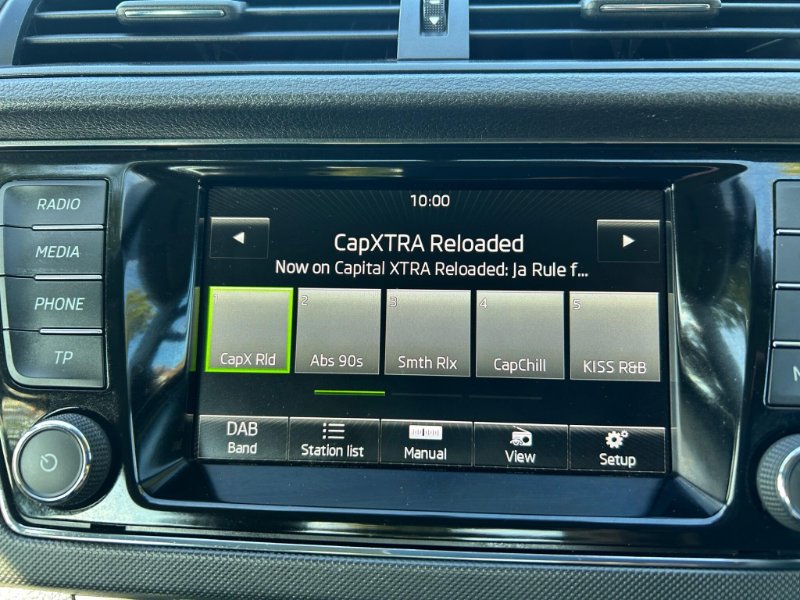 10:00
RADIO
CapXTRA Reloaded
MEDIA
Now on Capital XTRA Reloaded: Ja Rule f...
PHONE
1 2 3 4 5
TP
CapX Rld Abs 90s Smth Rlx CapChill KISS R&B
DAB
Band Station list Manual View Setup